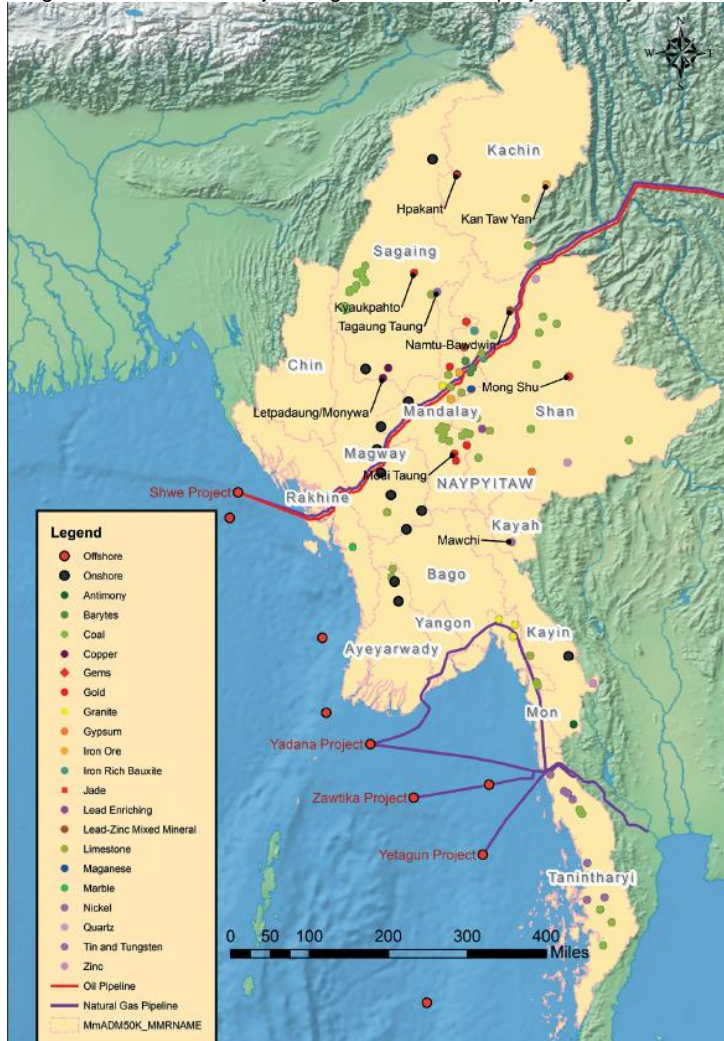 N
W
E
S
Kachin
Hpakant
Kan Taw Yan
Sagaing
Kyaukpahto
Tagaung Taung
Namtu-Bawdwin
Chin
Mong Shu
Letpadaung/Monywa
Mandalay
Shan
Magway
Modi Taung
Shwe Project
Rakhine
NAYPYITAW
Kayah
Mawchi
Bago
Yangon
Kayin
Ayeyarwady
Mon
Yadana Project
Zawtika Project
Yetagun Project
Tanintharyi
0 100 200 300 400
Miles
Legend
Offshore
Onshore
Antimony
Barytes
Coal
Copper
Gems
Gold
Granite
Gypsum
Iron Ore
Iron Rich Bauxite
Jade
Lead Enriching
Lead-Zinc Mixed Mineral
Limestone
Maganese
Marble
Nickel
Quartz
Tin and Tungsten
Zinc
Oil Pipeline
Natural Gas Pipeline
MmADM50K_MMRNAME